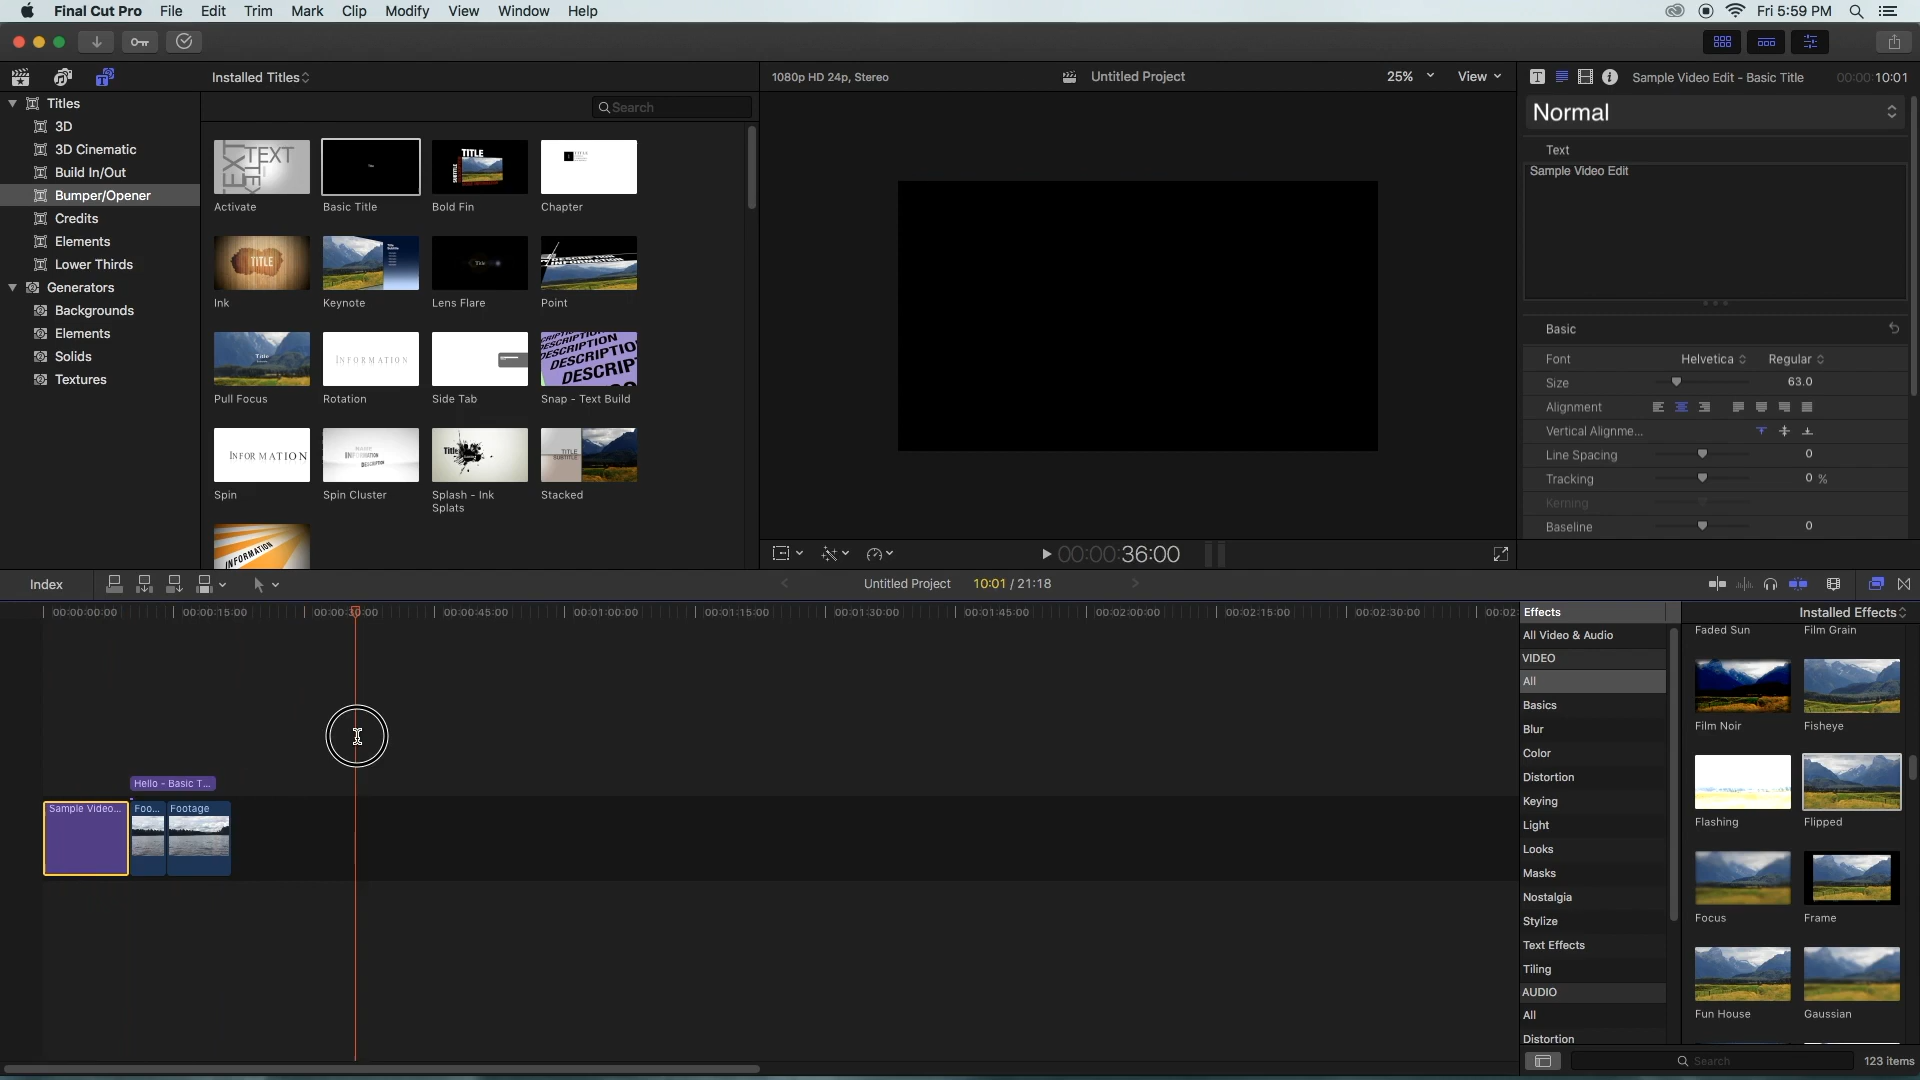 Final Cut Pro File Edit Trim Mark Clip Modify View Window Help Fri 5:59 PM
Installed Titles
1080p HD 24p, Stereo
Untitled Project
25%
View
Sample Video Edit - Basic Title
00:00:10:01
Titles
3D
3D Cinematic
Build In/Out
Bumper/Opener
Credits
Elements
Lower Thirds
Generators
Backgrounds
Elements
Solids
Textures
Search
Activate
Basic Title
Bold Fin
Chapter
Ink
Keynote
Lens Flare
Point
Pull Focus
Rotation
Side Tab
Snap - Text Build
Spin
Spin Cluster
Splash - Ink
Splats
Stacked
TEXT
TEXT
TITLE
TITLE
Title
DESCRIPTION
INFORMATION
Title
INFORMATION
DESCRIPTION
DESCRIPTION
DESCRIP
INFORMATION
INFORMATION
Title
TITLE
INFORMATION
Normal
Text
Sample Video Edit
Basic
Font Helvetica Regular
Size 63.0
Alignment
Vertical Alignme...
Line Spacing 0
Tracking 0 %
Kerning
Baseline 0
00:00:00:36:00
Index
Untitled Project 10:01 / 21:18
00:00:00:00 00:00:15:00 00:00:30:00 00:00:45:00 00:01:00:00 00:01:15:00 00:01:30:00 00:01:45:00 00:02:00:00 00:02:15:00 00:02:30:00 00:02:
Hello - Basic T...
Sample Video...
Foo...
Footage
Effects
Installed Effects
All Video & Audio
VIDEO
All
Basics
Blur
Color
Distortion
Keying
Light
Looks
Masks
Nostalgia
Stylize
Text Effects
Tiling
AUDIO
All
Distortion
Faded Sun
Film Grain
Film Noir
Fisheye
Flashing
Flipped
Focus
Frame
Fun House
Gaussian
Search
123 items